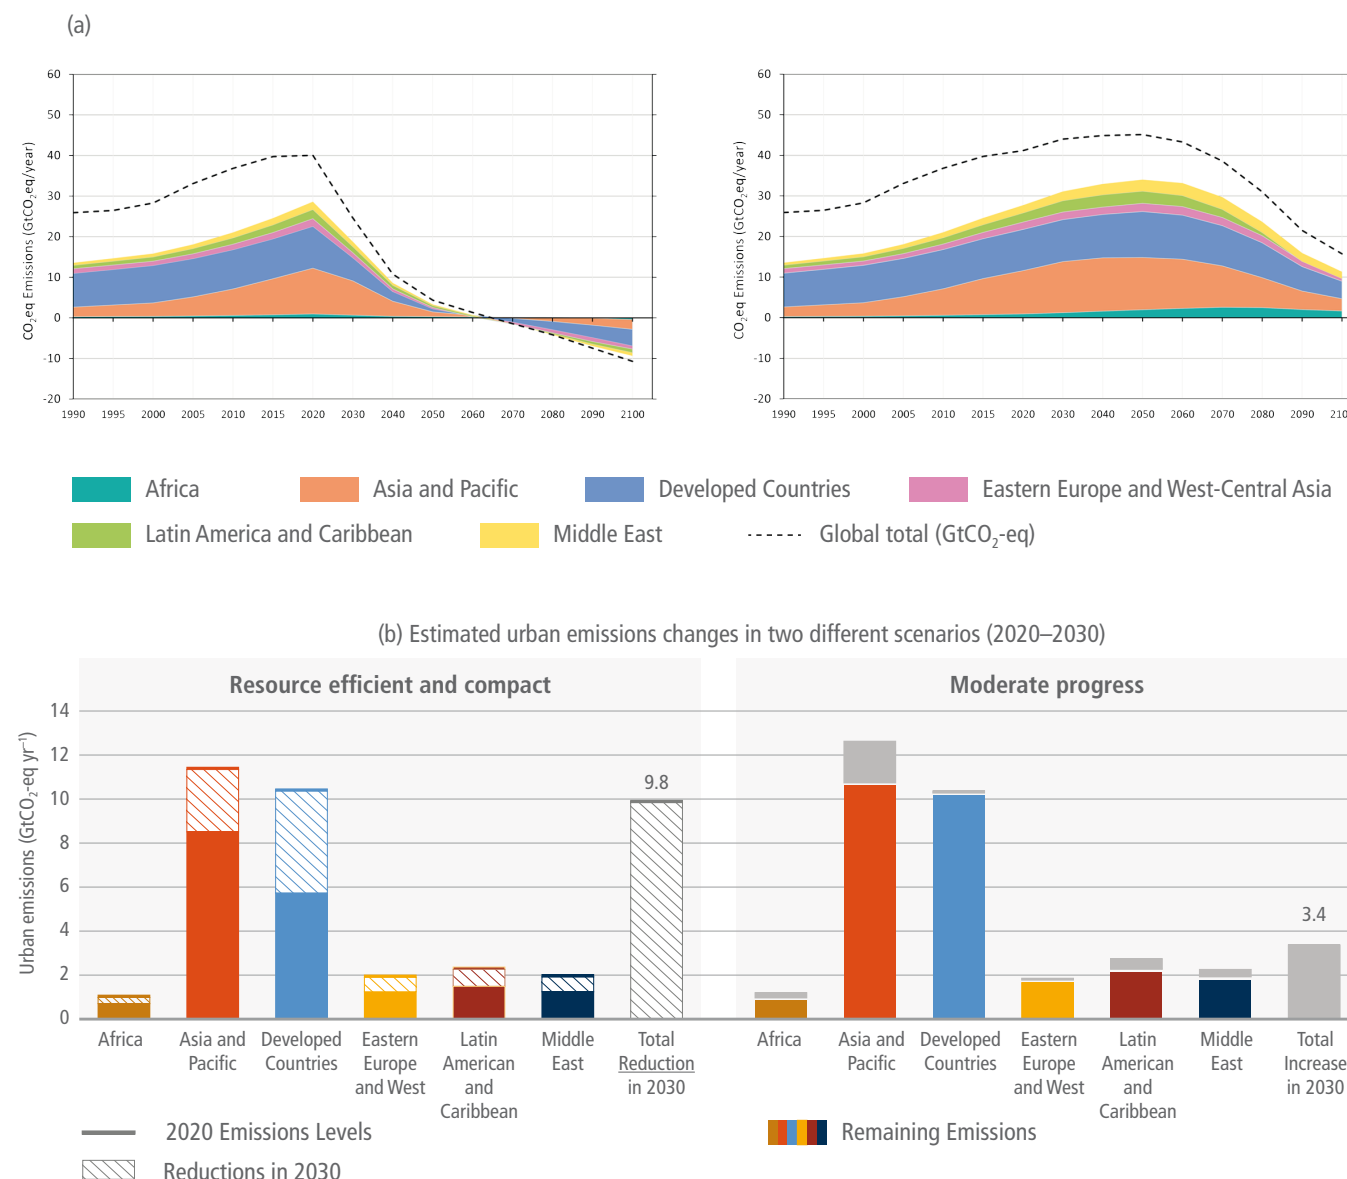 (a)
60
50
40
30
20
10
0
-10
-20
CO2eq Emissions (GtCO2eq/year)
1990 1995 2000 2005 2010 2015 2020 2030 2040 2050 2060 2070 2080 2090 2100
60
50
40
30
20
10
0
-10
-20
CO2eq Emissions (GtCO2eq/year)
1990 1995 2000 2005 2010 2015 2020 2030 2040 2050 2060 2070 2080 2090 210
Africa Asia and Pacific Developed Countries Eastern Europe and West-Central Asia
Latin America and Caribbean Middle East Global total (GtCO2-eq)
(b) Estimated urban emissions changes in two different scenarios (2020–2030)
Resource efficient and compact Moderate progress
Urban emissions (GtCO2-eq yr–1)
14
12
10
8
6
4
2
0
9.8
3.4
Africa Asia and Developed Eastern Latin Middle Total
Pacific Countries Europe American East Reduction
and West and in 2030
Caribbean
Africa Asia and Developed Eastern Latin Middle Total
Pacific Countries Europe American East Increase
and West and in 2030
Caribbean
2020 Emissions Levels Remaining Emissions
Reductions in 2030